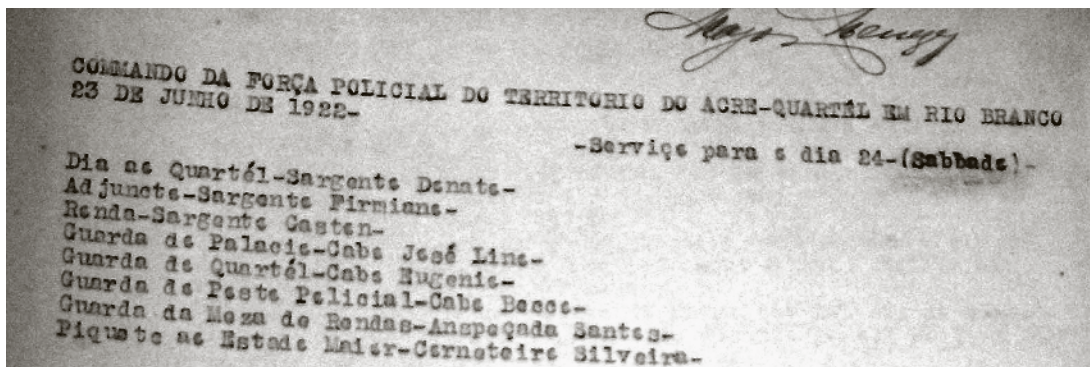 COMMANDO DA FORÇA POLICIAL DO TERRITORIO DO ACRE-QUARTÉL EM RIO BRANCO
23 DE JUNHO DE 1922-
-Serviço para o dia 24-(Sabbado)-
Dia ao Quartél-Sargento Donato-
Adjuncto-Sargento Firmiano-
Ronda-Sargento Gaston-
Guarda do Palacio-Cabo José Lino-
Guarda do Quartél-Cabo Eugenio-
Guarda do Posto Policial-Cabo
Guarda da Meza de Rendas-Anspeçada Santos-
Piquete ao Estado Maior-Corneteiro Silveira-